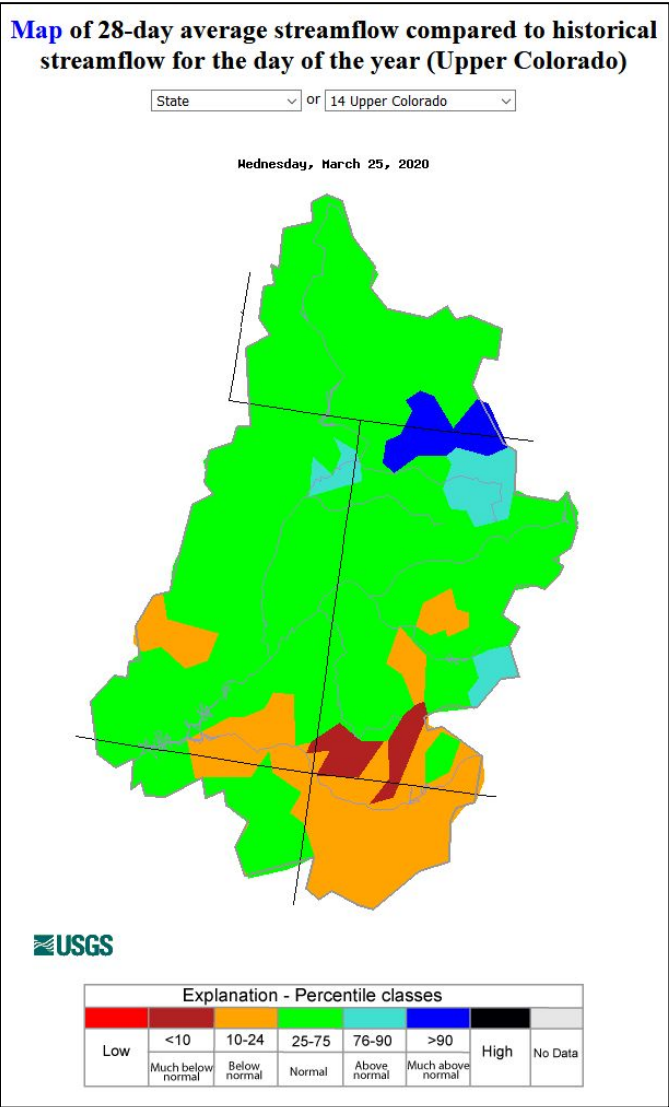 Map of 28-day average streamflow compared to historical
streamflow for the day of the year (Upper Colorado)
State or 14 Upper Colorado
Wednesday, March 25, 2020
USGS
Explanation - Percentile classes
Low <10 10-24 25-75 76-90 >90 High No Data
Much below normal Below normal Normal Above normal Much above normal